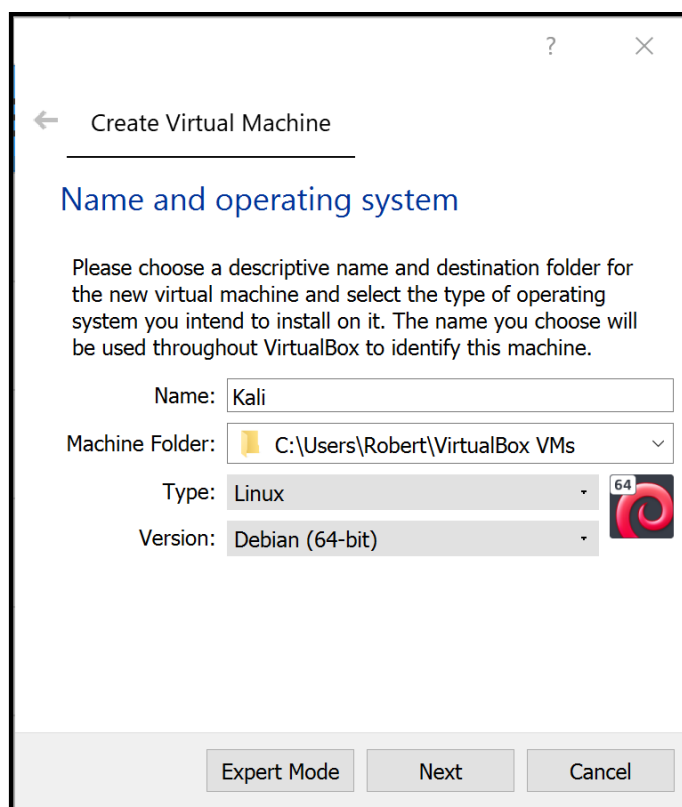 ?
Create Virtual Machine
Name and operating system
Please choose a descriptive name and destination folder for
the new virtual machine and select the type of operating
system you intend to install on it. The name you choose will
be used throughout VirtualBox to identify this machine.
Name: Kali
Machine Folder: C:\Users\Robert\VirtualBox VMs
Type: Linux
64
Version: Debian (64-bit)
Expert Mode Next Cancel